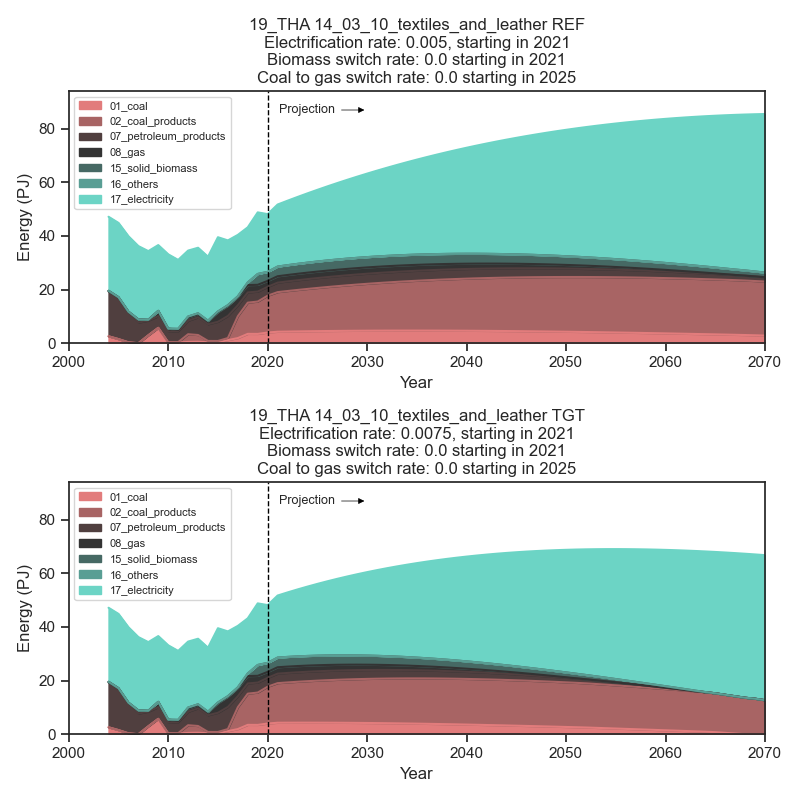 19_THA 14_03_10_textiles_and_leather REF
Electrification rate: 0.005, starting in 2021
Biomass switch rate: 0.0 starting in 2021
Coal to gas switch rate: 0.0 starting in 2025
Projection
01_coal
02_coal_products
07_petroleum_products
08_gas
15_solid_biomass
16_others
17_electricity
Energy (PJ)
80
60
40
20
0
2000 2010 2020 2030 2040 2050 2060 2070
Year
19_THA 14_03_10_textiles_and_leather TGT
Electrification rate: 0.0075, starting in 2021
Biomass switch rate: 0.0 starting in 2021
Coal to gas switch rate: 0.0 starting in 2025
Projection
01_coal
02_coal_products
07_petroleum_products
08_gas
15_solid_biomass
16_others
17_electricity
Energy (PJ)
80
60
40
20
0
2000 2010 2020 2030 2040 2050 2060 2070
Year